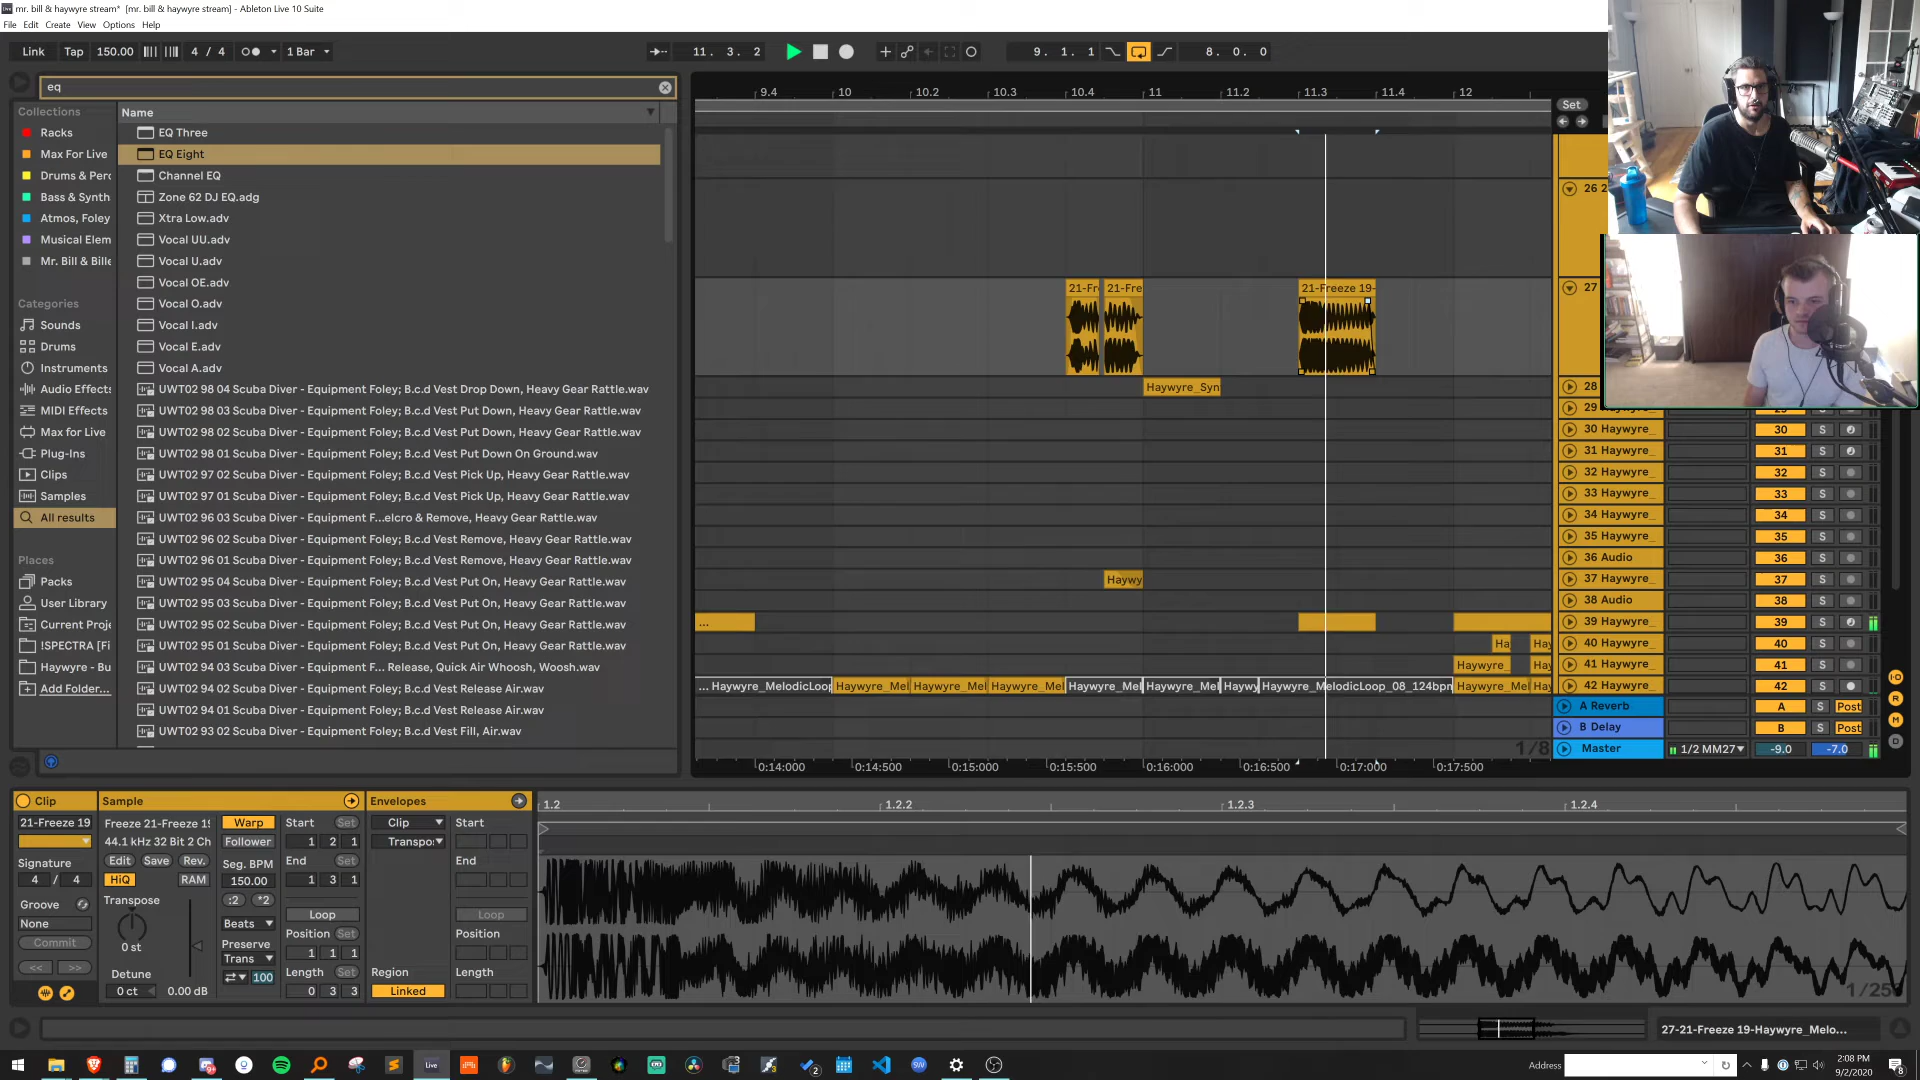 mr. bill & haywyre stream*  [mr. bill & haywyre stream] - Ableton Live 10 Suite
File Edit Create View Options Help
Link Tap 150.00 4 / 4 1 Bar 11. 3. 2 9. 1. 1 8. 0. 0
eq
Collections
Racks
Max For Live
Drums & Perc
Bass & Synth
Atmos, Foley
Musical Elem
Mr. Bill & Bille
Categories
Sounds
Drums
Instruments
Audio Effects
MIDI Effects
Max for Live
Plug-Ins
Clips
Samples
All results
Places
Packs
User Library
Current Proje
!SPECTRA [Fi
Haywyre - Bu
Add Folder...
Name
EQ Three
EQ Eight
Channel EQ
Zone 62 DJ EQ.adg
Xtra Low.adv
Vocal UU.adv
Vocal U.adv
Vocal OE.adv
Vocal O.adv
Vocal I.adv
Vocal E.adv
Vocal A.adv
UWT02 98 04 Scuba Diver - Equipment Foley; B.c.d Vest Drop Down, Heavy Gear Rattle.wav
UWT02 98 03 Scuba Diver - Equipment Foley; B.c.d Vest Put Down, Heavy Gear Rattle.wav
UWT02 98 02 Scuba Diver - Equipment Foley; B.c.d Vest Put Down, Heavy Gear Rattle.wav
UWT02 98 01 Scuba Diver - Equipment Foley; B.c.d Vest Put Down On Ground.wav
UWT02 97 02 Scuba Diver - Equipment Foley; B.c.d Vest Pick Up, Heavy Gear Rattle.wav
UWT02 97 01 Scuba Diver - Equipment Foley; B.c.d Vest Pick Up, Heavy Gear Rattle.wav
UWT02 96 03 Scuba Diver - Equipment F...elcro & Remove, Heavy Gear Rattle.wav
UWT02 96 02 Scuba Diver - Equipment Foley; B.c.d Vest Remove, Heavy Gear Rattle.wav
UWT02 96 01 Scuba Diver - Equipment Foley; B.c.d Vest Remove, Heavy Gear Rattle.wav
UWT02 95 04 Scuba Diver - Equipment Foley; B.c.d Vest Put On, Heavy Gear Rattle.wav
UWT02 95 03 Scuba Diver - Equipment Foley; B.c.d Vest Put On, Heavy Gear Rattle.wav
UWT02 95 02 Scuba Diver - Equipment Foley; B.c.d Vest Put On, Heavy Gear Rattle.wav
UWT02 95 01 Scuba Diver - Equipment Foley; B.c.d Vest Put On, Heavy Gear Rattle.wav
UWT02 94 03 Scuba Diver - Equipment F... Release, Quick Air Whoosh, Woosh.wav
UWT02 94 02 Scuba Diver - Equipment Foley; B.c.d Vest Release Air.wav
UWT02 94 01 Scuba Diver - Equipment Foley; B.c.d Vest Release Air.wav
UWT02 93 02 Scuba Diver - Equipment Foley; B.c.d Vest Fill, Air.wav
9.4 10 10.2 10.3 10.4 11 11.2 11.3 11.4 12
Set
26 2
21-Fr 21-Fre 21-Freeze 19- 27
Haywyre_Syn 28
29
30 Haywyre_ 30 S
31 Haywyre_ 31 S
32 Haywyre_ 32 S
33 Haywyre_ 33 S
34 Haywyre_ 34 S
35 Haywyre_ 35 S
36 Audio 36 S
Haywy 37 Haywyre_ 37 S
38 Audio 38 S
... 39 Haywyre_ 39 S
Ha Hay 40 Haywyre_ 40 S
Haywyre_ Hay 41 Haywyre_ 41 S
... Haywyre_MelodicLoop Haywyre_Mel Haywyre_Mel Haywyre_Mel Haywyre_Mel Haywyre_Mel Haywy Haywyre_MelodicLoop_08_124bpm Haywyre_Mel Hay 42 Haywyre_ 42 S
A Reverb A S Post
B Delay B S Post
1/8 Master 1/2 MM27 -9.0 -7.0
0:14:000 0:14:500 0:15:000 0:15:500 0:16:000 0:16:500 0:17:000 0:17:500
Clip
21-Freeze 19
Signature
4 / 4
Groove
None
Commit
<< >>
Sample
Freeze 21-Freeze 19
44.1 kHz 32 Bit 2 Ch
Edit Save Rev.
HiQ RAM
Transpose
0 st
Detune
0 ct 0.00 dB
Warp
Follower
Seg. BPM
150.00
:2 *2
Beats
Preserve
Trans
100
Start Set
1 2 1
End Set
1 3 1
Loop
Position Set
1 1 1
Length Set
0 3 3
Envelopes
Clip
Transpo:
Region
Linked
Start
End
Loop
Position
Length
1.2 1.2.2 1.2.3 1.2.4
27-21-Freeze 19-Haywyre_Melo...
Live
Address
2:08 PM
9/2/2020